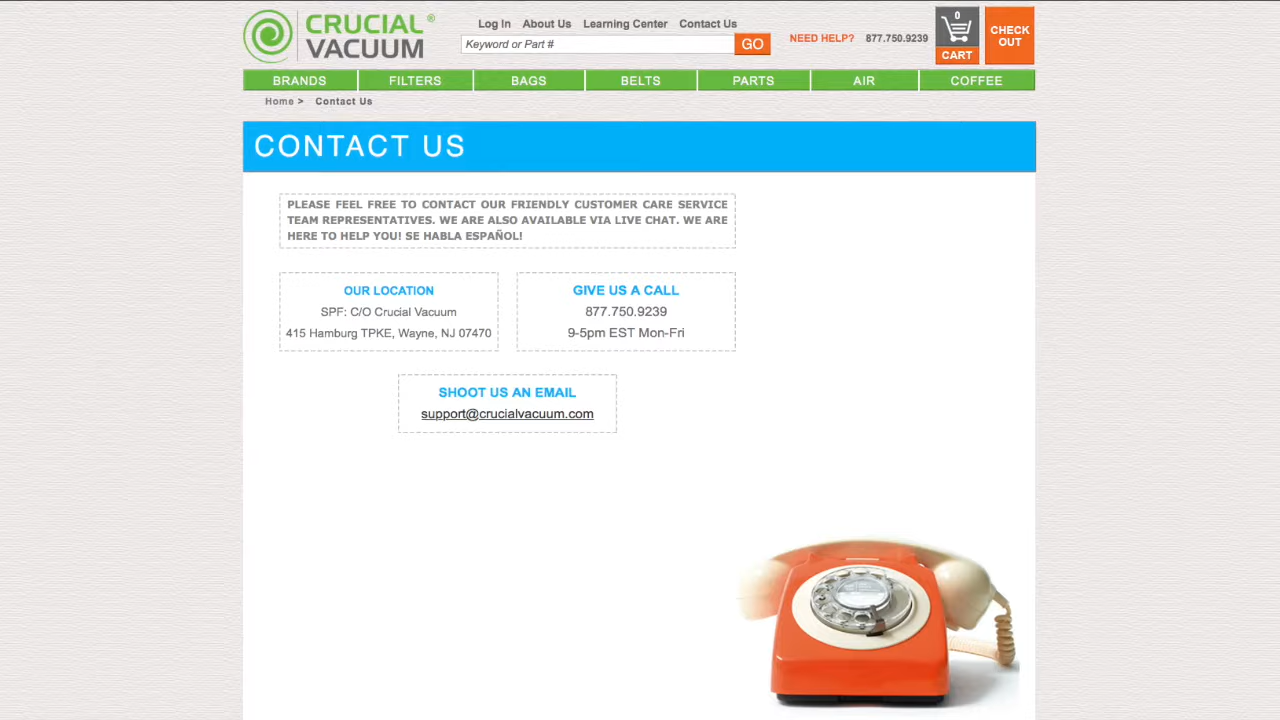 CRUCIAL®
VACUUM
Log In About Us Learning Center Contact Us
Keyword or Part # GO
NEED HELP? 877.750.9239
0
CART
CHECK
OUT
BRANDS FILTERS BAGS BELTS PARTS AIR COFFEE
Home > Contact Us
CONTACT US
PLEASE FEEL FREE TO CONTACT OUR FRIENDLY CUSTOMER CARE SERVICE
TEAM REPRESENTATIVES. WE ARE ALSO AVAILABLE VIA LIVE CHAT. WE ARE
HERE TO HELP YOU! SE HABLA ESPAÑOL!
OUR LOCATION
SPF: C/O Crucial Vacuum
415 Hamburg TPKE, Wayne, NJ 07470
GIVE US A CALL
877.750.9239
9-5pm EST Mon-Fri
SHOOT US AN EMAIL
support@crucialvacuum.com